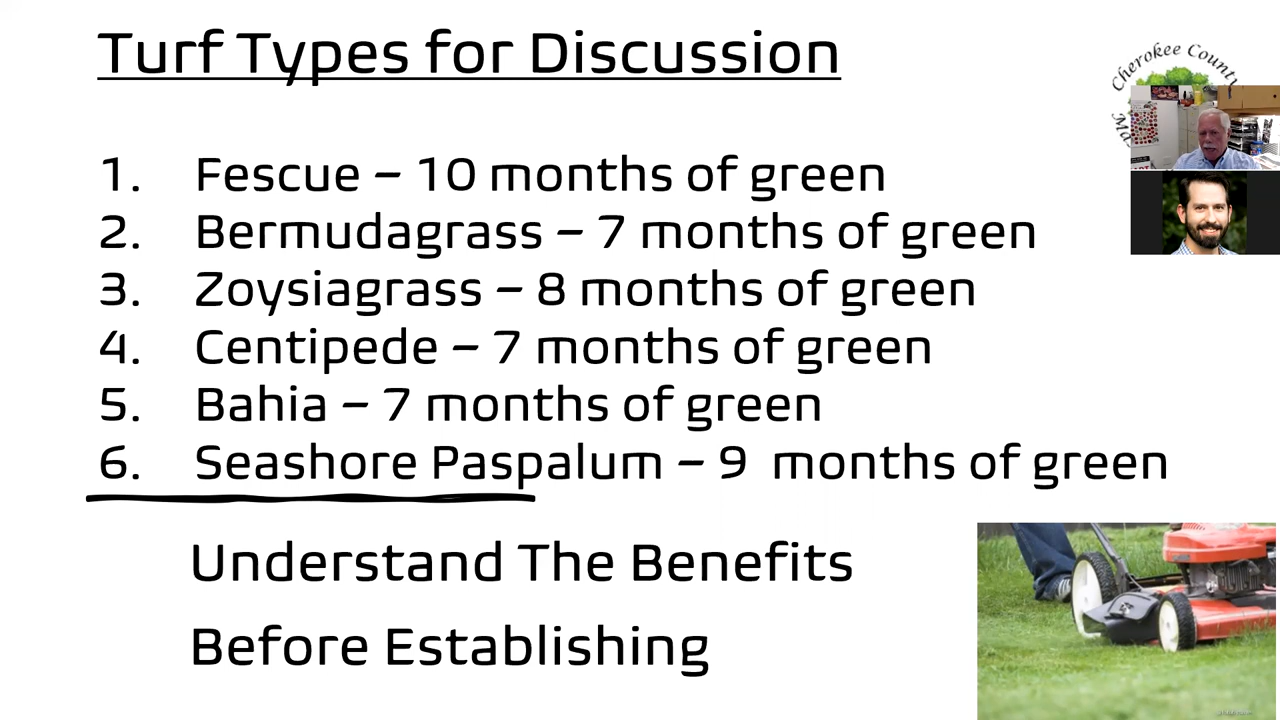 Turf Types for Discussion
Cherokee County
Ma
1. Fescue – 10 months of green
2. Bermudagrass – 7 months of green
3. Zoysiagrass – 8 months of green
4. Centipede – 7 months of green
5. Bahia – 7 months of green
6. Seashore Paspalum – 9 months of green
Understand The Benefits
Before Establishing